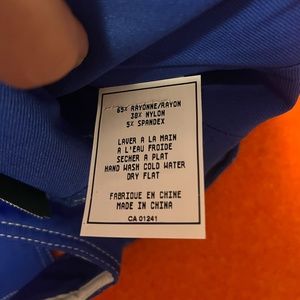 65% RAYONNE/RAYON
30% NYLON
5% SPANDEX
LAVER A LA MAIN
A L'EAU FROIDE
SECHER A PLAT
HAND WASH COLD WATER
DRY FLAT
FABRIQUE EN CHINE
MADE IN CHINA
CA 01241